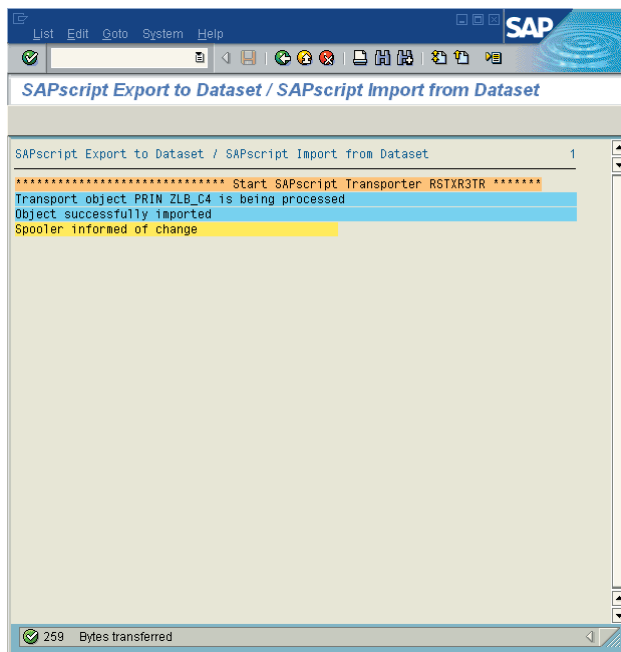 List Edit Goto System Help
SAP
SAPscript Export to Dataset / SAPscript Import from Dataset
SAPscript Export to Dataset / SAPscript Import from Dataset 1
****************************** Start SAPscript Transporter RSTXR3TR *******
Transport object PRIN ZLB_C4 is being processed
Object successfully imported
Spooler informed of change
259 Bytes transferred